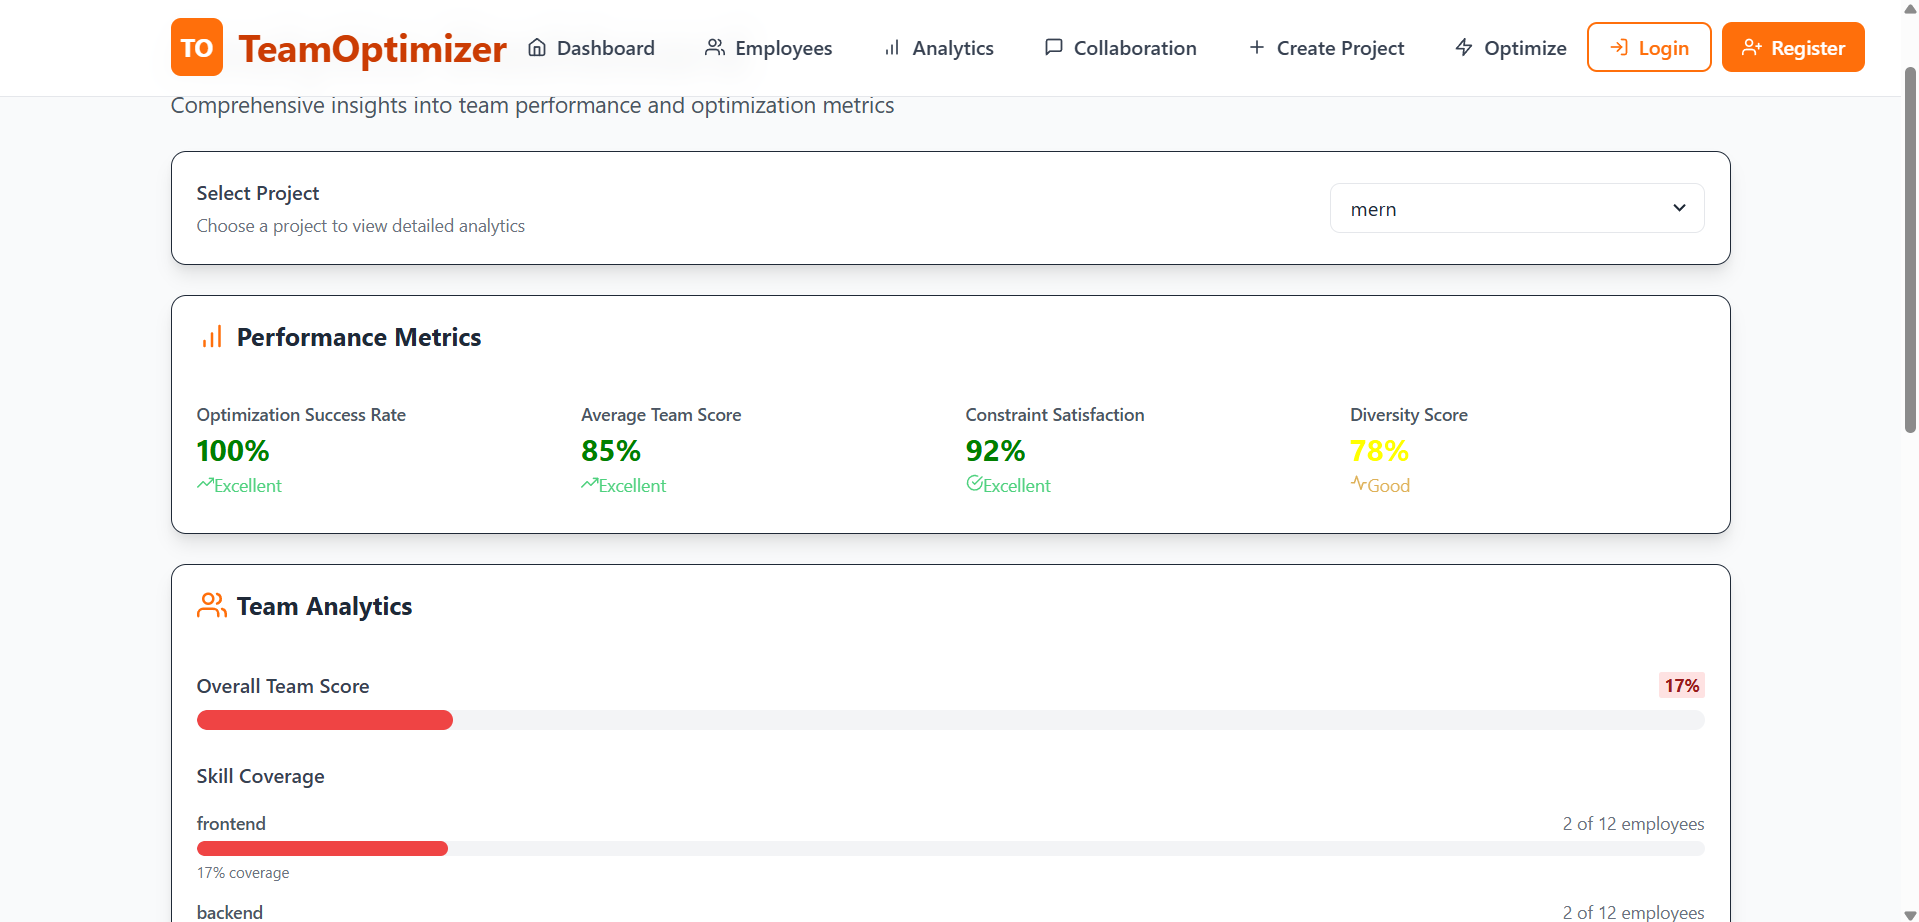 TO TeamOptimizer Dashboard Employees Analytics Collaboration Create Project Optimize Login Register
Comprehensive insights into team performance and optimization metrics
Select Project
Choose a project to view detailed analytics
mern
Performance Metrics
Optimization Success Rate
100%
Excellent
Average Team Score
85%
Excellent
Constraint Satisfaction
92%
Excellent
Diversity Score
78%
Good
Team Analytics
Overall Team Score 17%
Skill Coverage
frontend 2 of 12 employees
17% coverage
backend 2 of 12 employees